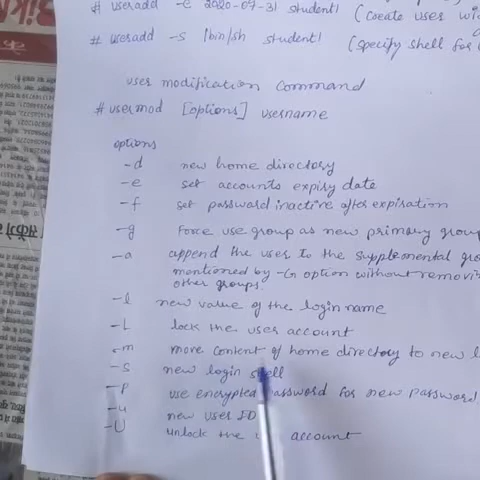 # useradd -e 2020-07-31 student1 (create user wi
# useradd -s /bin/sh student1 (specify shell for
user modification command
# usermod [options] username
options
-d new home directory
-e set accounts expiry date
-f set password inactive after expiration
-g Force use group as new primary group
-a append the user to the supplemental gro
mentioned by -G option without removi
other groups.
-l new value of the login name
-L lock the user account
-m move content of home directory to new l
-s new login shell
-p use encrypted password for new password
-u new user ID
-U unlock the account